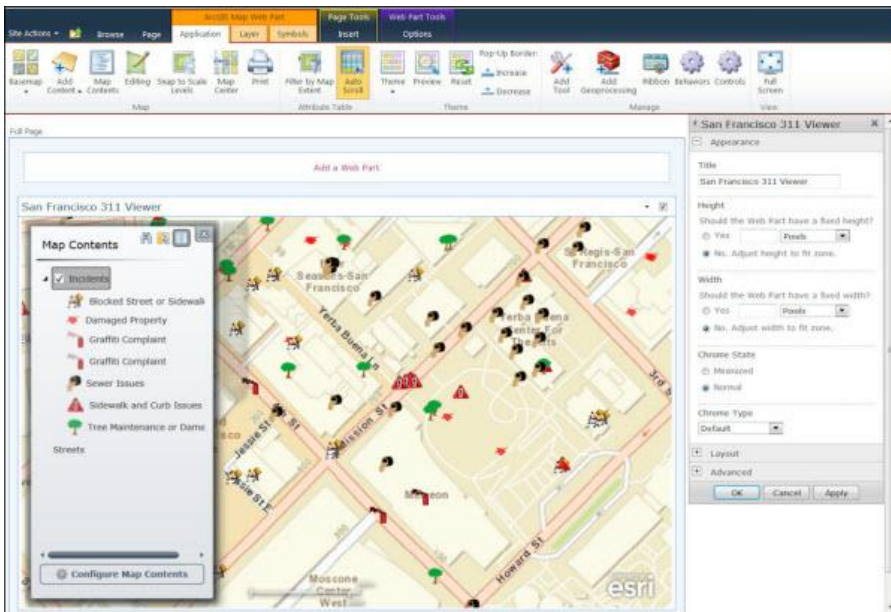 ArcGIS Map Web Part
Page Tools
Web Part Tools
Site Actions
Browse
Page
Application
Layer
Symbols
Insert
Options
Basemap
Add Content
Map Contents
Editing
Snap to Scale Levels
Map Center
Print
Filter by Map Extent
Auto Scroll
Theme
Preview
Reset
Pop-Up Border:
Increase
Decrease
Add Tool
Add Geoprocessing
Ribbon
Behaviors
Controls
Full Screen
Map
Attribute Table
Theme
Manage
View
Full Page
Add a Web Part
San Francisco 311 Viewer
Map Contents
Incidents
Blocked Street or Sidewalk
Damaged Property
Graffiti Complaint
Graffiti Complaint
Sewer Issues
Sidewalk and Curb Issues
Tree Maintenance or Dama
Streets
Configure Map Contents
Seasons-San
Francisco
St Regis-San
Francisco
Yerba Buena
Center For
The Arts
Yerba Buena Ln
Mission St
3rd S
Jessie St
Howard St
Moscone
Center
West
esri
San Francisco 311 Viewer
Appearance
Title
San Francisco 311 Viewer
Height
Should the Web Part have a fixed height?
Yes
Pixels
No. Adjust height to fit zone.
Width
Should the Web Part have a fixed width?
Yes
Pixels
No. Adjust width to fit zone.
Chrome State
Minimized
Normal
Chrome Type
Default
Layout
Advanced
OK
Cancel
Apply